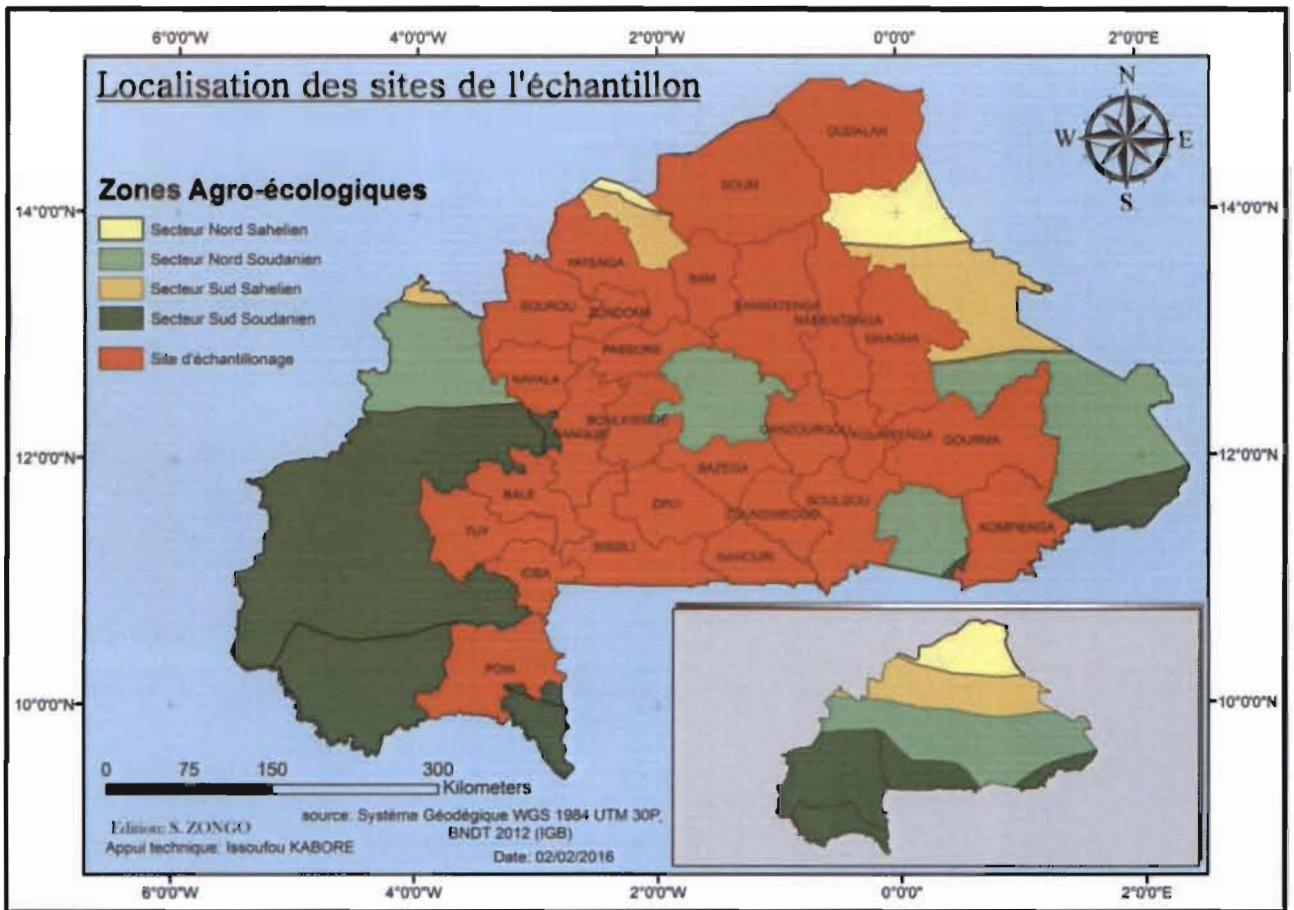 6°0'0"W 4°0'0"W 2°0'0"W 0°0'0" 2°0'0"E
Localisation des sites de l'échantillon
N
W E
S
Zones Agro-écologiques
Secteur Nord Sahelien
Secteur Nord Soudanien
Secteur Sud Sahelien
Secteur Sud Soudanien
Site d'échantillonage
14°0'0"N 14°0'0"N
12°0'0"N 12°0'0"N
10°0'0"N 10°0'0"N
OUDALAN
SOUM
YATENGA
BAM
SOUROU
ZONDOMA
SANMATENGA
NAMENTENGA
GNAGNA
PASSORE
NAYALA
BOULKIEMDE
SANGUIE
GANZOURGOU
KOURITENGA
GOURMA
BAZEGA
BALE
ZIRO
BOULGOU
ZOUNDWEOGO
TUY
SISSILI
NAHOURI
KOMPIENGA
IOBA
PONI
0 75 150 300
Kilometers
source: Système Géodégique WGS 1984 UTM 30P,
BNDT 2012 (IGB)
Edition: S. ZONGO
Appui technique: Issoufou KABORE
Date: 02/02/2016
6°0'0"W 4°0'0"W 2°0'0"W 0°0'0" 2°0'0"E